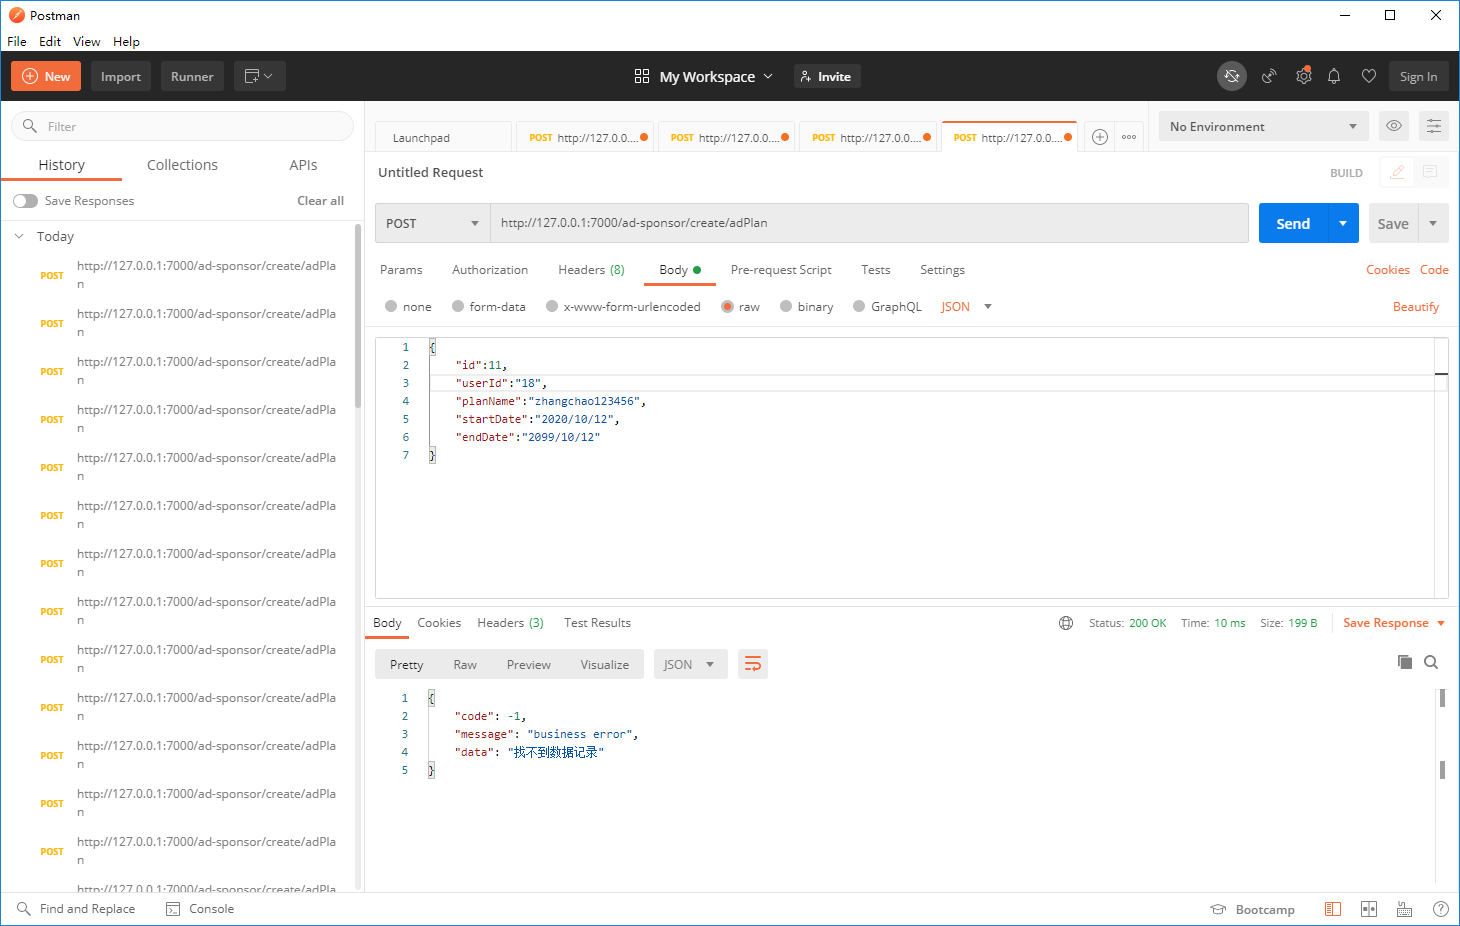 Postman
File Edit View Help
New Import Runner My Workspace Invite Sign In
Filter
History Collections APIs
Save Responses Clear all
Today
POST http://127.0.0.1:7000/ad-sponsor/create/adPla
n
POST http://127.0.0.1:7000/ad-sponsor/create/adPla
n
POST http://127.0.0.1:7000/ad-sponsor/create/adPla
n
POST http://127.0.0.1:7000/ad-sponsor/create/adPla
n
POST http://127.0.0.1:7000/ad-sponsor/create/adPla
n
POST http://127.0.0.1:7000/ad-sponsor/create/adPla
n
POST http://127.0.0.1:7000/ad-sponsor/create/adPla
n
POST http://127.0.0.1:7000/ad-sponsor/create/adPla
n
POST http://127.0.0.1:7000/ad-sponsor/create/adPla
n
POST http://127.0.0.1:7000/ad-sponsor/create/adPla
n
POST http://127.0.0.1:7000/ad-sponsor/create/adPla
n
POST http://127.0.0.1:7000/ad-sponsor/create/adPla
n
POST http://127.0.0.1:7000/ad-sponsor/create/adPla
n
http://127.0.0.1:7000/ad-sponsor/create/adPla
Launchpad POST http://127.0.0.... POST http://127.0.0.... POST http://127.0.0.... POST http://127.0.0.... No Environment
Untitled Request BUILD
POST http://127.0.0.1:7000/ad-sponsor/create/adPlan Send Save
Params Authorization Headers (8) Body Pre-request Script Tests Settings Cookies Code
none form-data x-www-form-urlencoded raw binary GraphQL JSON Beautify
1 {
2 "id":11,
3 "userId":"18",
4 "planName":"zhangchao123456",
5 "startDate":"2020/10/12",
6 "endDate":"2099/10/12"
7 }
Body Cookies Headers (3) Test Results Status: 200 OK Time: 10 ms Size: 199 B Save Response
Pretty Raw Preview Visualize JSON
1 {
2 "code": -1,
3 "message": "business error",
4 "data": "找不到数据记录"
5 }
Find and Replace Console Bootcamp